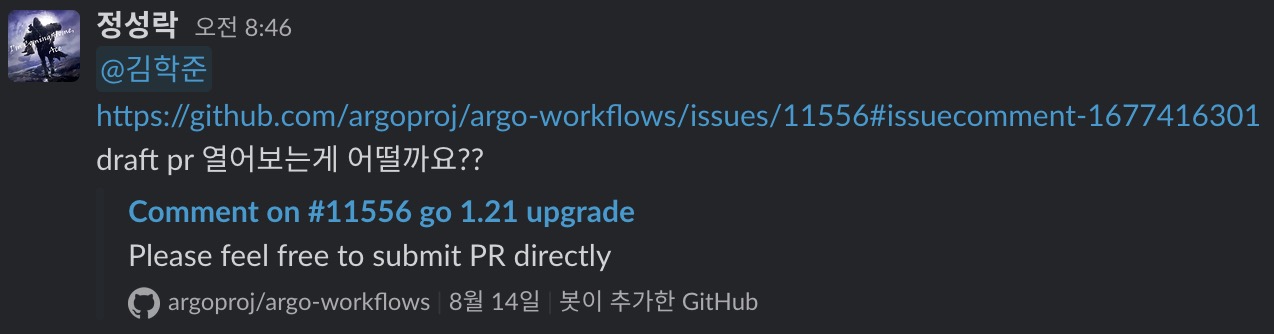 정성락 오전 8:46
@김학준
https://github.com/argoproj/argo-workflows/issues/11556#issuecomment-1677416301
draft pr 열어보는게 어떨까요??
Comment on #11556 go 1.21 upgrade
Please feel free to submit PR directly
argoproj/argo-workflows | 8월 14일 | 봇이 추가한 GitHub